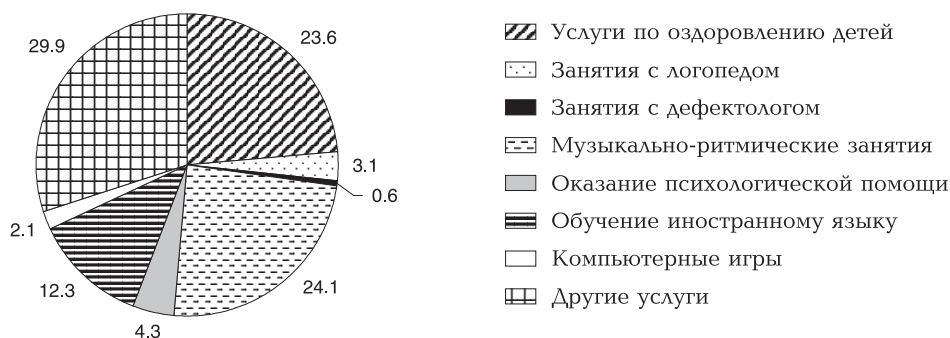 29.9
23.6
3.1
0.6
24.1
4.3
12.3
2.1
Услуги по оздоровлению детей
Занятия с логопедом
Занятия с дефектологом
Музыкально-ритмические занятия
Оказание психологической помощи
Обучение иностранному языку
Компьютерные игры
Другие услуги